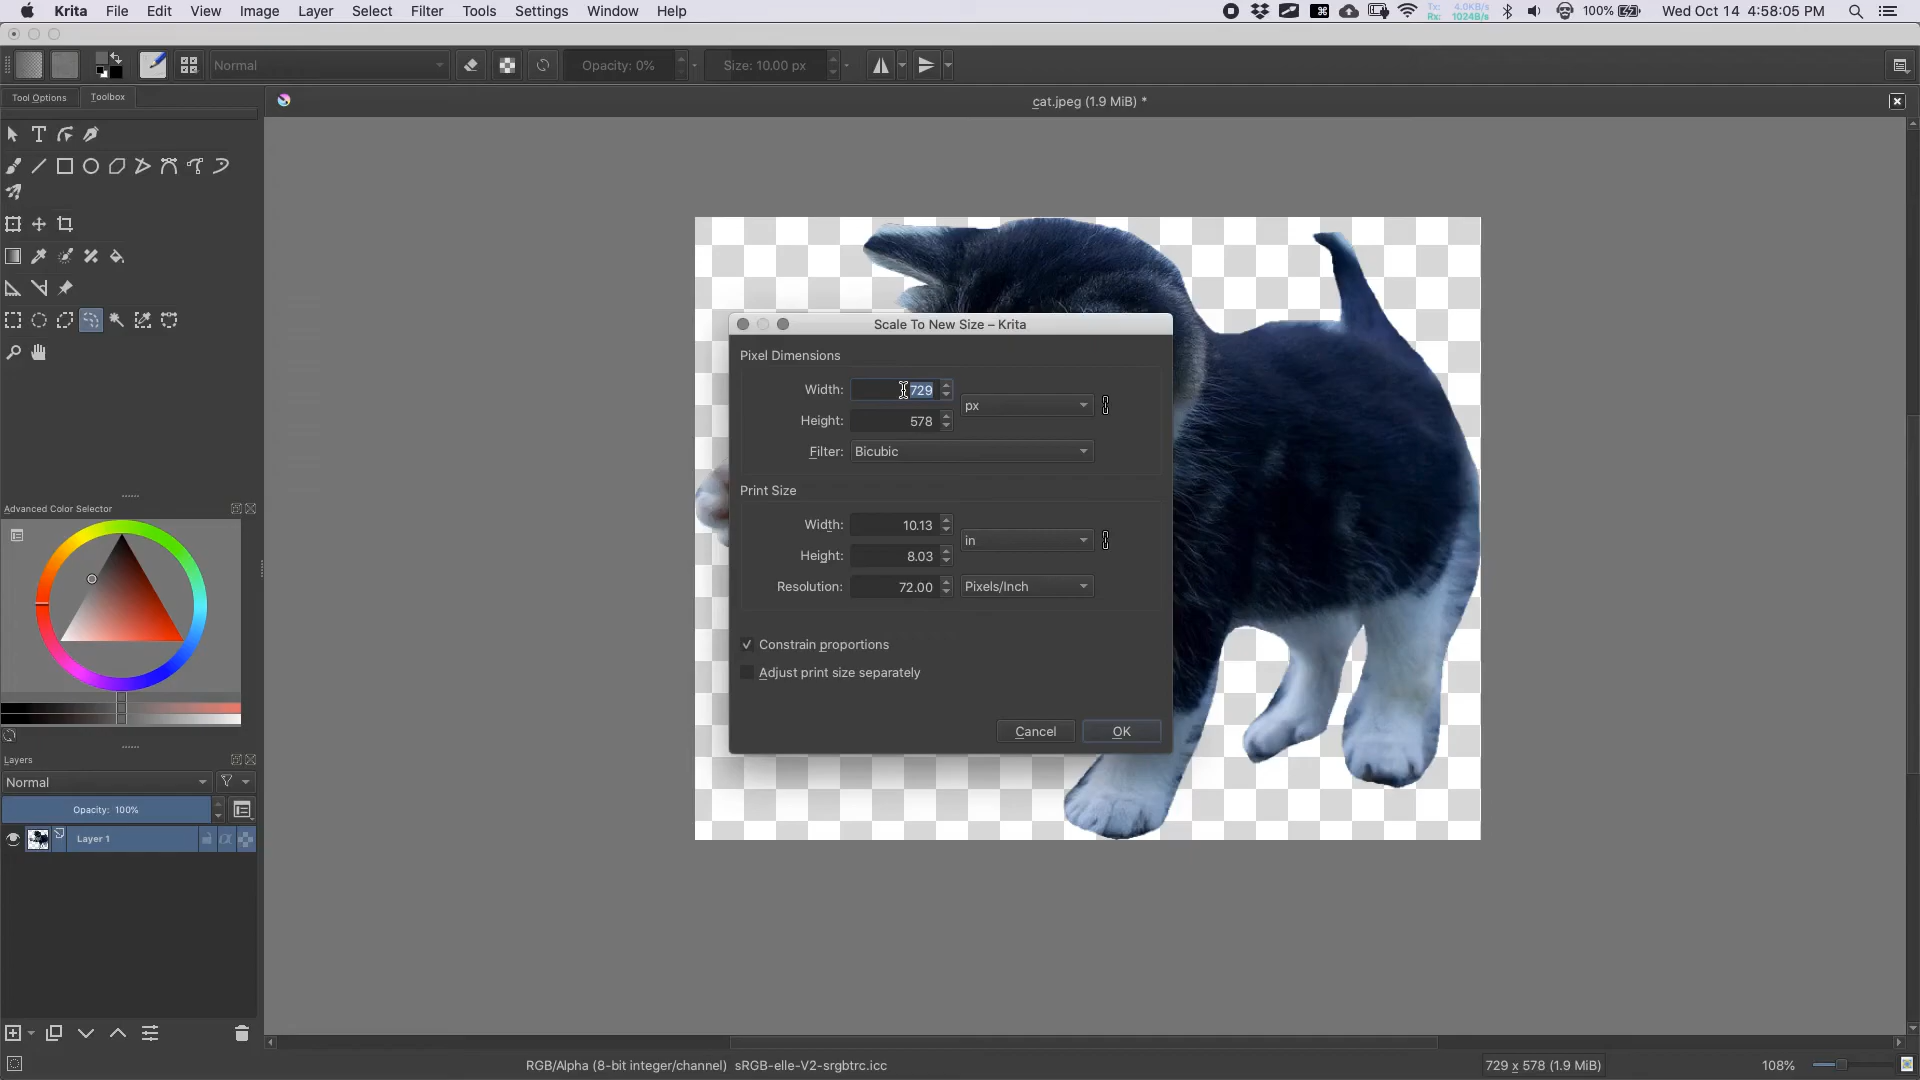 Krita File Edit View Image Layer Select Filter Tools Settings Window Help
Tx: 4.0KB/s
Rx: 1024B/s
100%
Wed Oct 14 4:58:05 PM
Normal
Opacity: 0%
Size: 10.00 px
Tool Options
Toolbox
cat.jpeg (1.9 MiB) *
Scale To New Size – Krita
Pixel Dimensions
Width: 729
px
Height: 578
Filter: Bicubic
Print Size
Width: 10.13
in
Height: 8.03
Resolution: 72.00 Pixels/Inch
Constrain proportions
Adjust print size separately
Cancel
OK
Advanced Color Selector
Layers
Normal
Opacity: 100%
Layer 1
RGB/Alpha (8-bit integer/channel) sRGB-elle-V2-srgbtrc.icc
729 x 578 (1.9 MiB)
108%